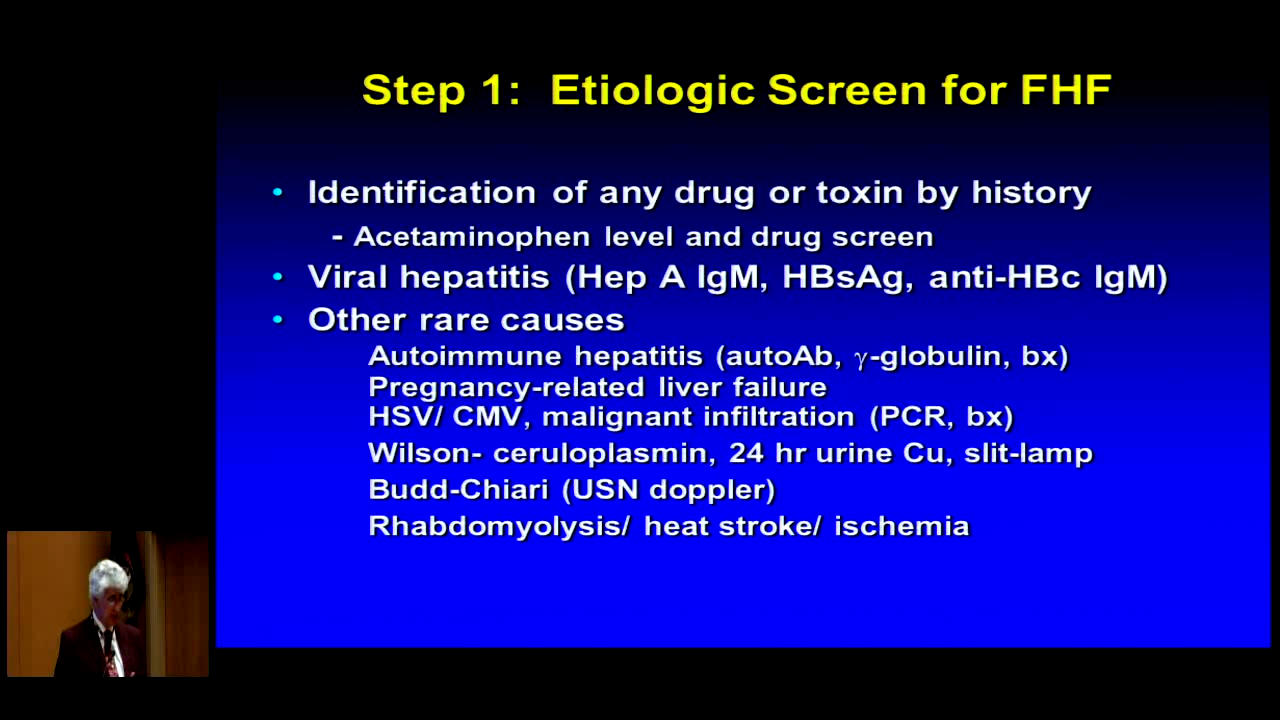 Step 1: Etiologic Screen for FHF
• Identification of any drug or toxin by history
- Acetaminophen level and drug screen
• Viral hepatitis (Hep A IgM, HBsAg, anti-HBc IgM)
• Other rare causes
Autoimmune hepatitis (autoAb, γ-globulin, bx)
Pregnancy-related liver failure
HSV/ CMV, malignant infiltration (PCR, bx)
Wilson- ceruloplasmin, 24 hr urine Cu, slit-lamp
Budd-Chiari (USN doppler)
Rhabdomyolysis/ heat stroke/ ischemia